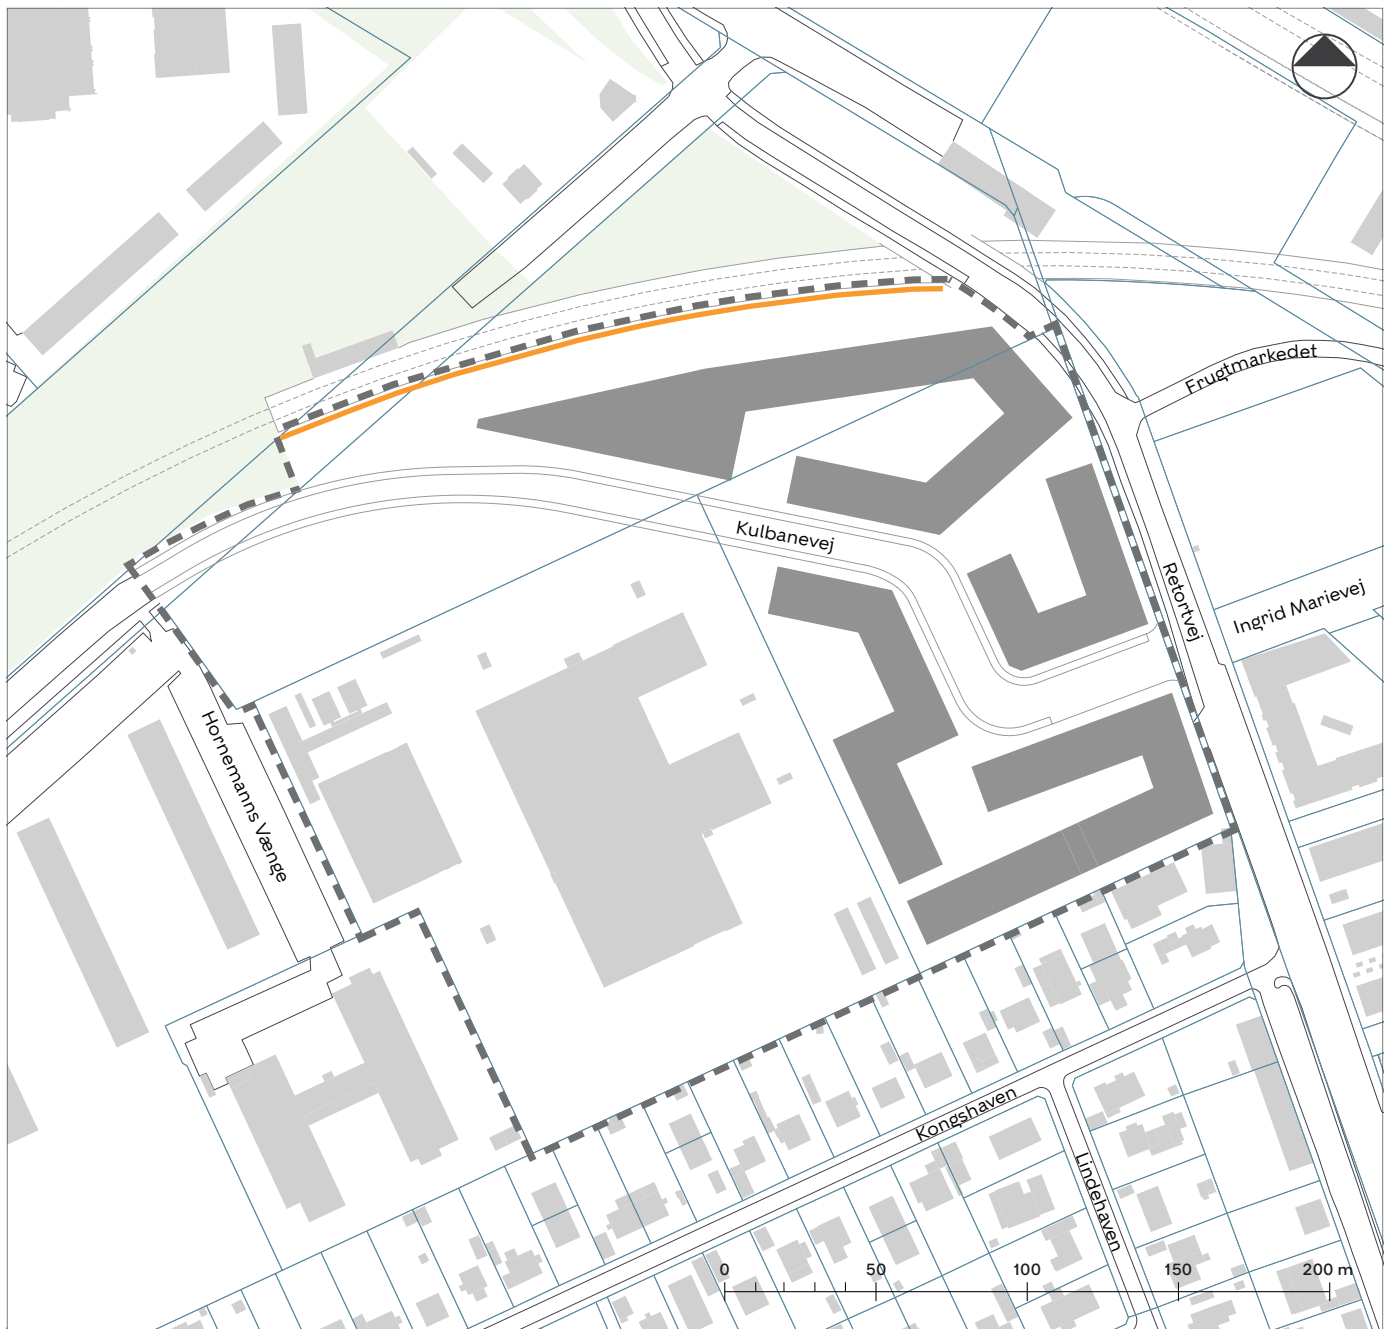 Frugtmarkedet
Kulbanevej
Retortvej
Ingrid Marievej
Hornemanns Vænge
Kongshaven
Lindehaven
0 50 100 150 200 m